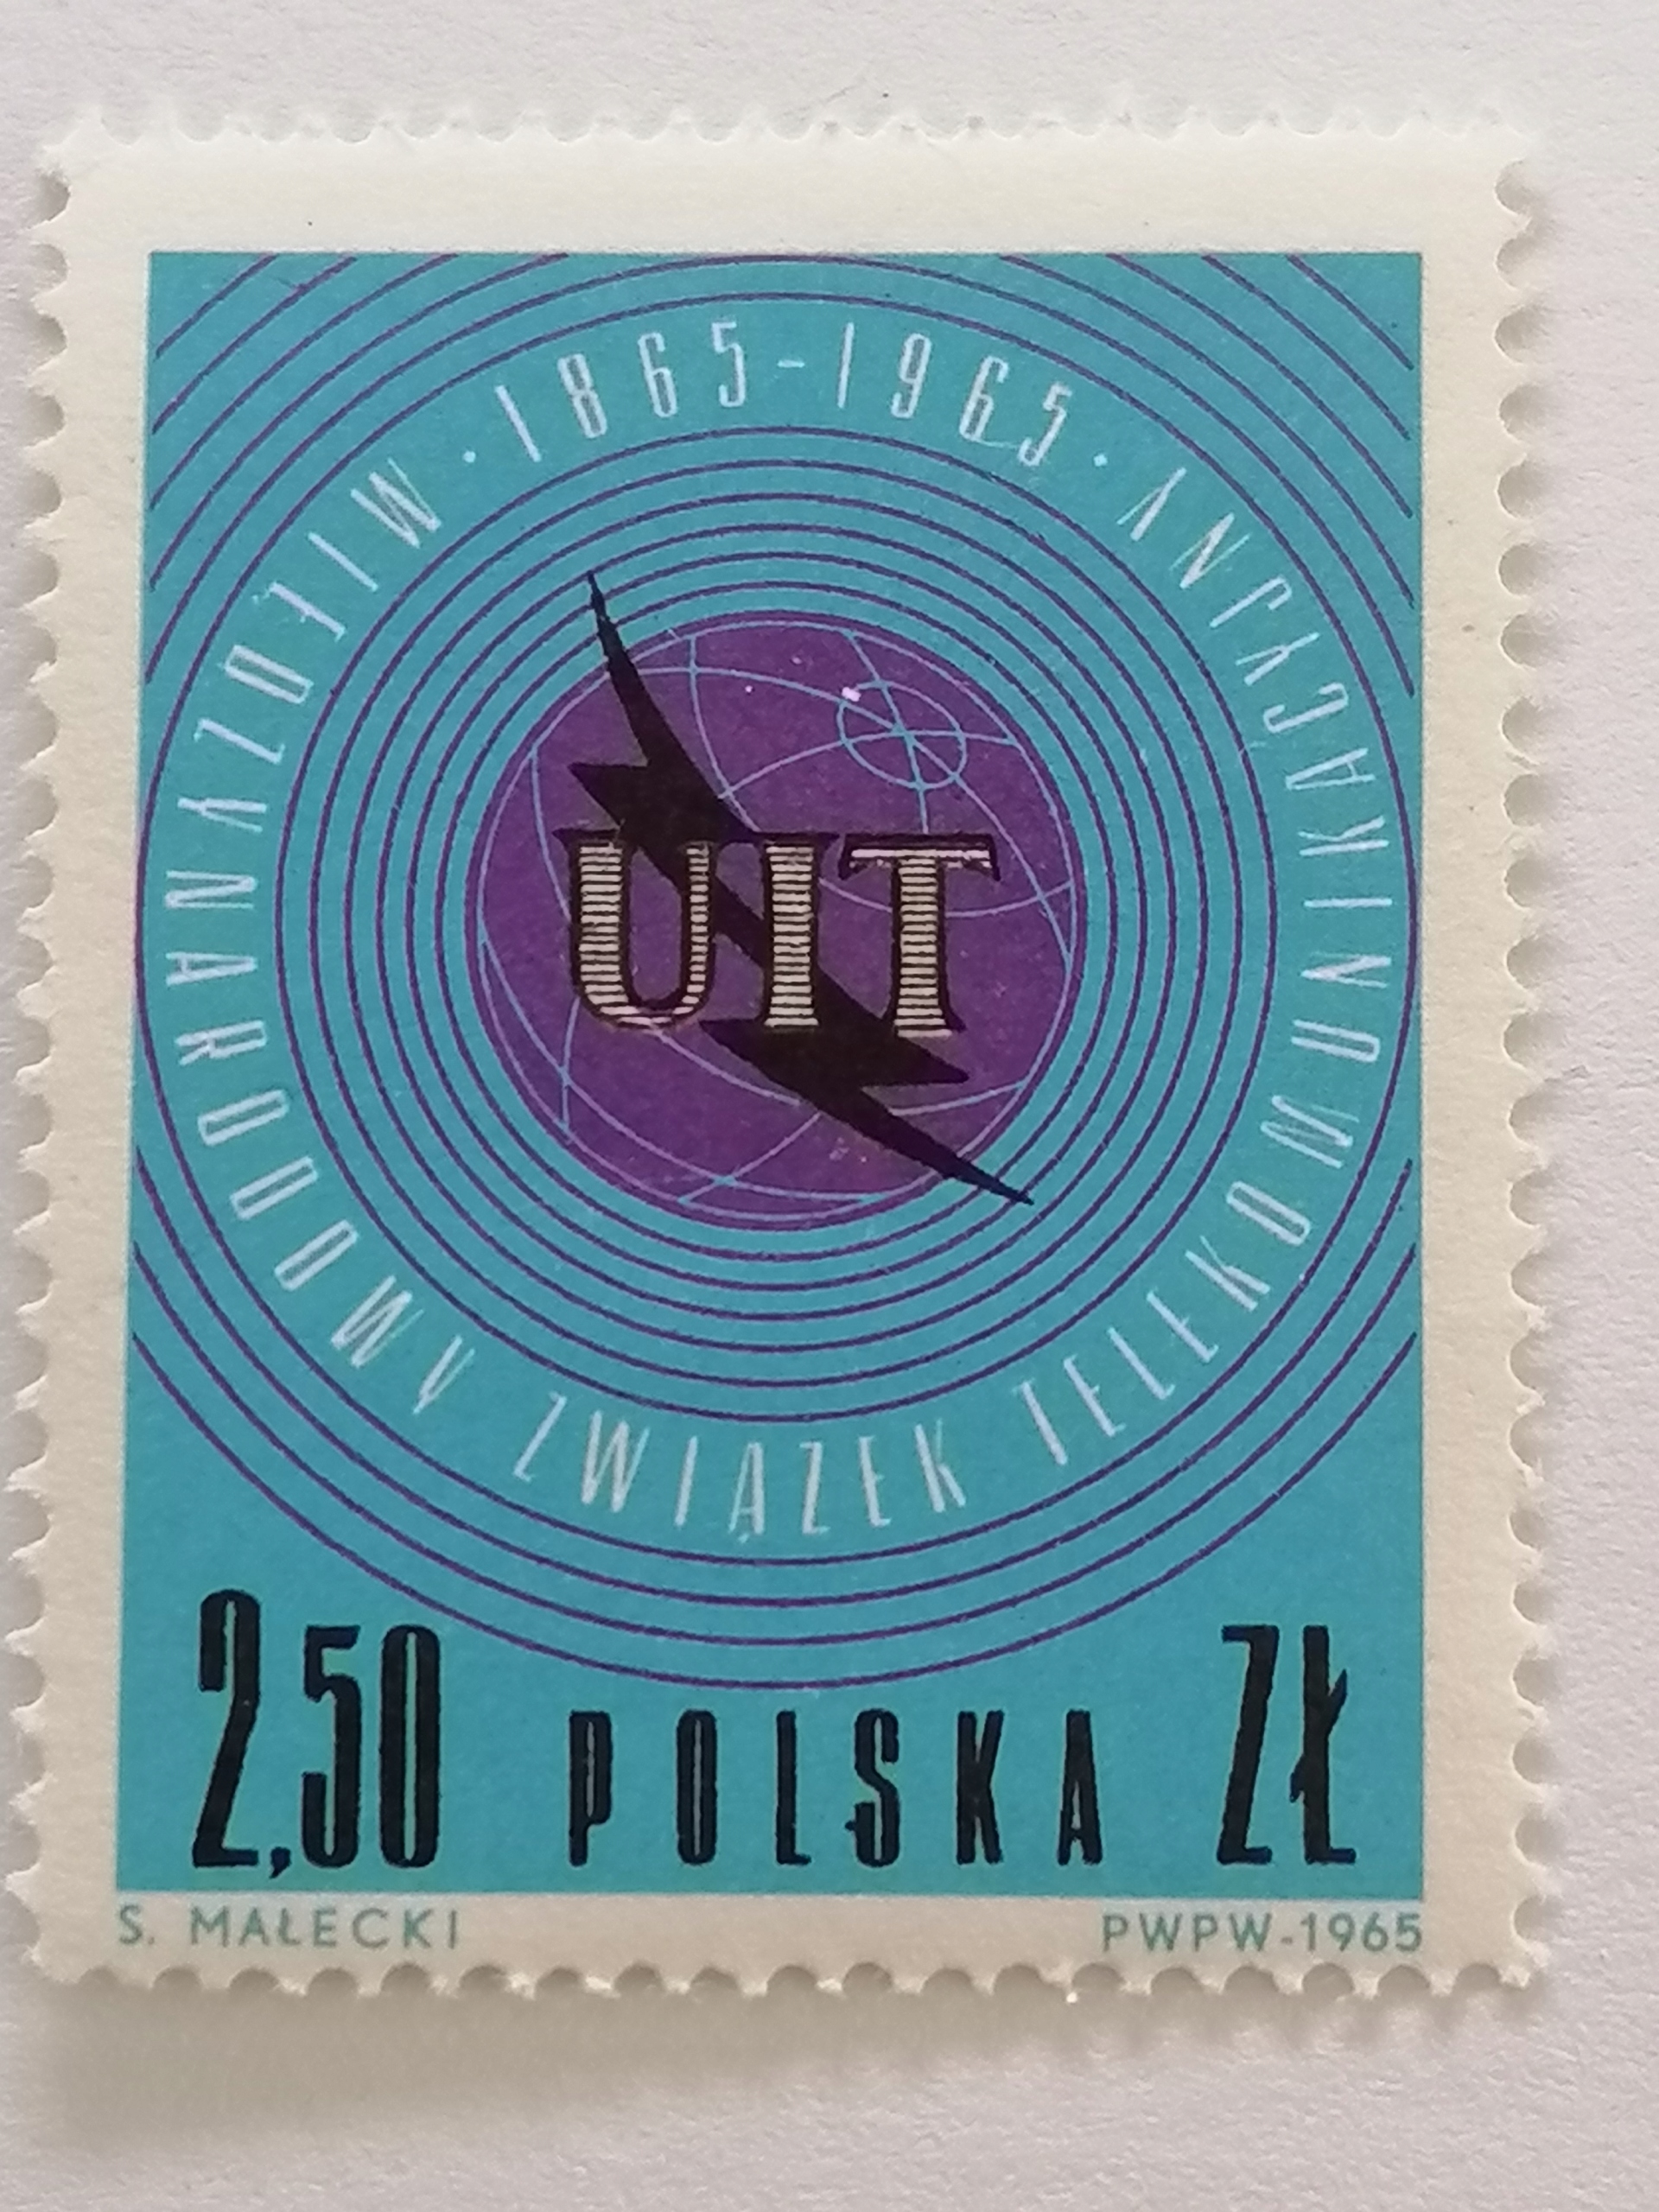 · 1865-1965 ·
MIĘDZYNARODOWY ZWIĄZEK TELEKOMUNIKACYJNY
UIT
2,50 POLSKA ZŁ
S. MAŁECKI PWPW-1965